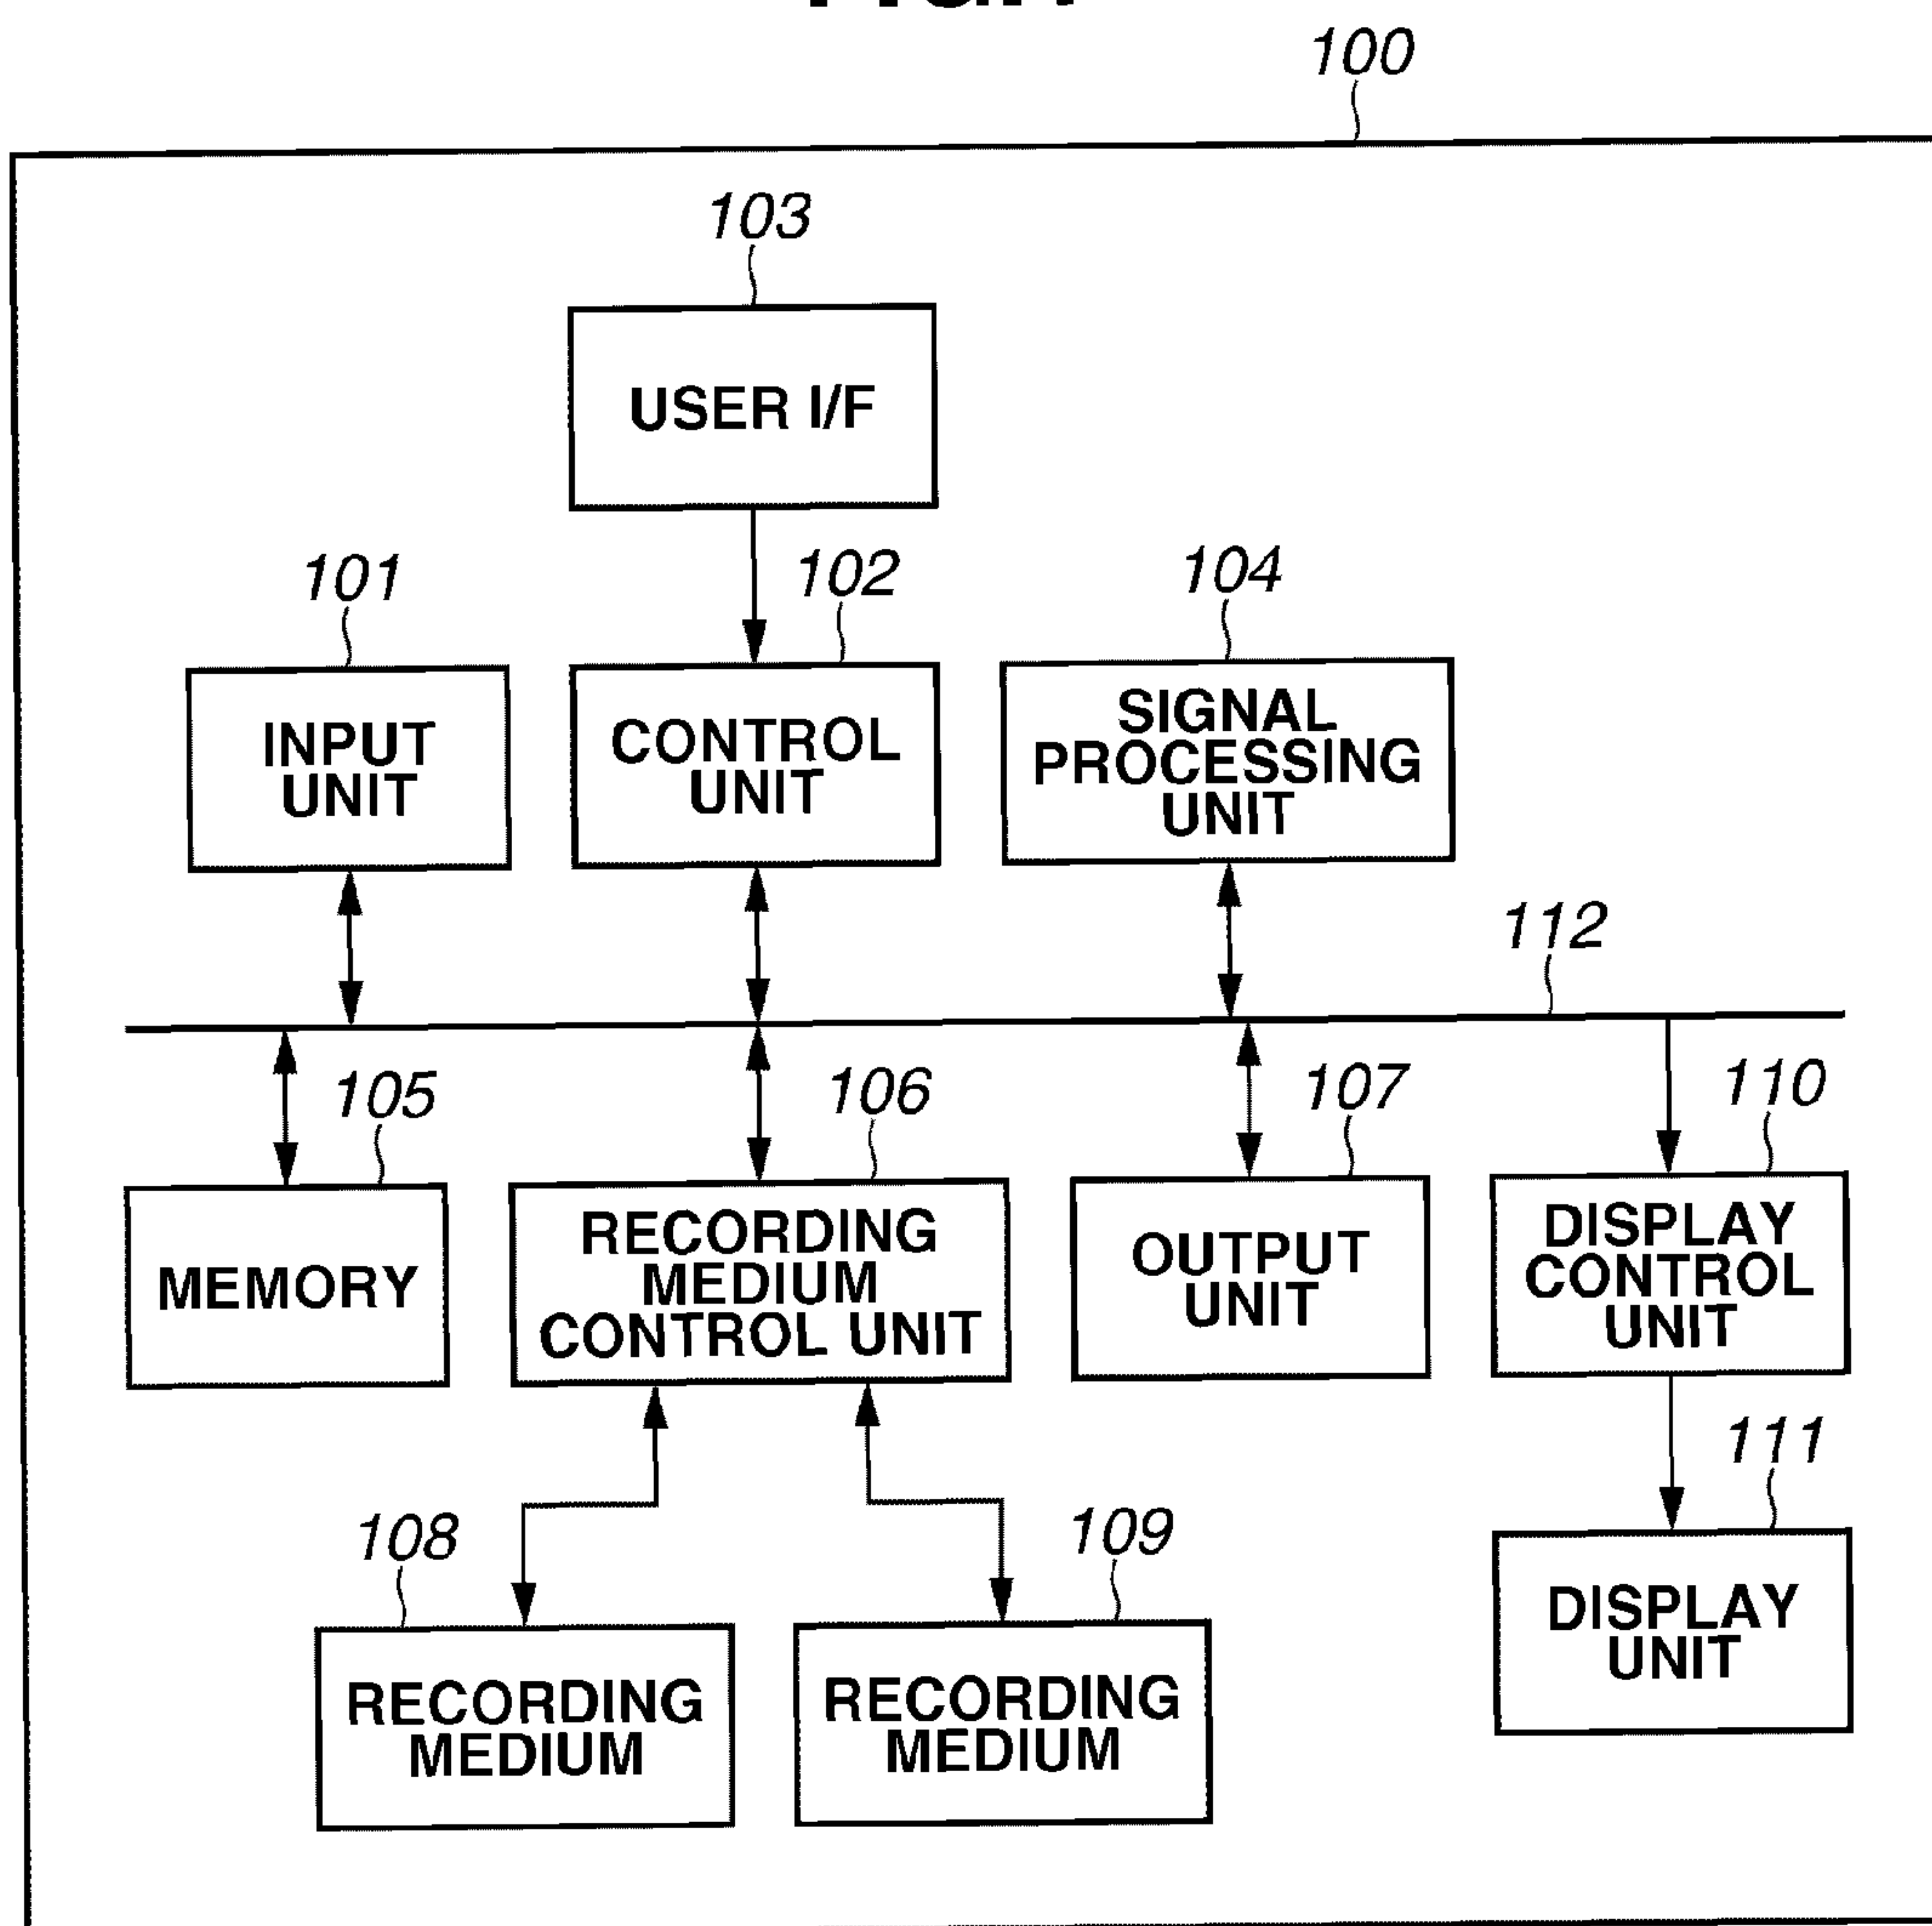 100
103
USER I/F
101
102
104
INPUT
UNIT
CONTROL
UNIT
SIGNAL
PROCESSING
UNIT
112
105
106
107
110
MEMORY
RECORDING
MEDIUM
CONTROL UNIT
OUTPUT
UNIT
DISPLAY
CONTROL
UNIT
111
108
109
RECORDING
MEDIUM
RECORDING
MEDIUM
DISPLAY
UNIT